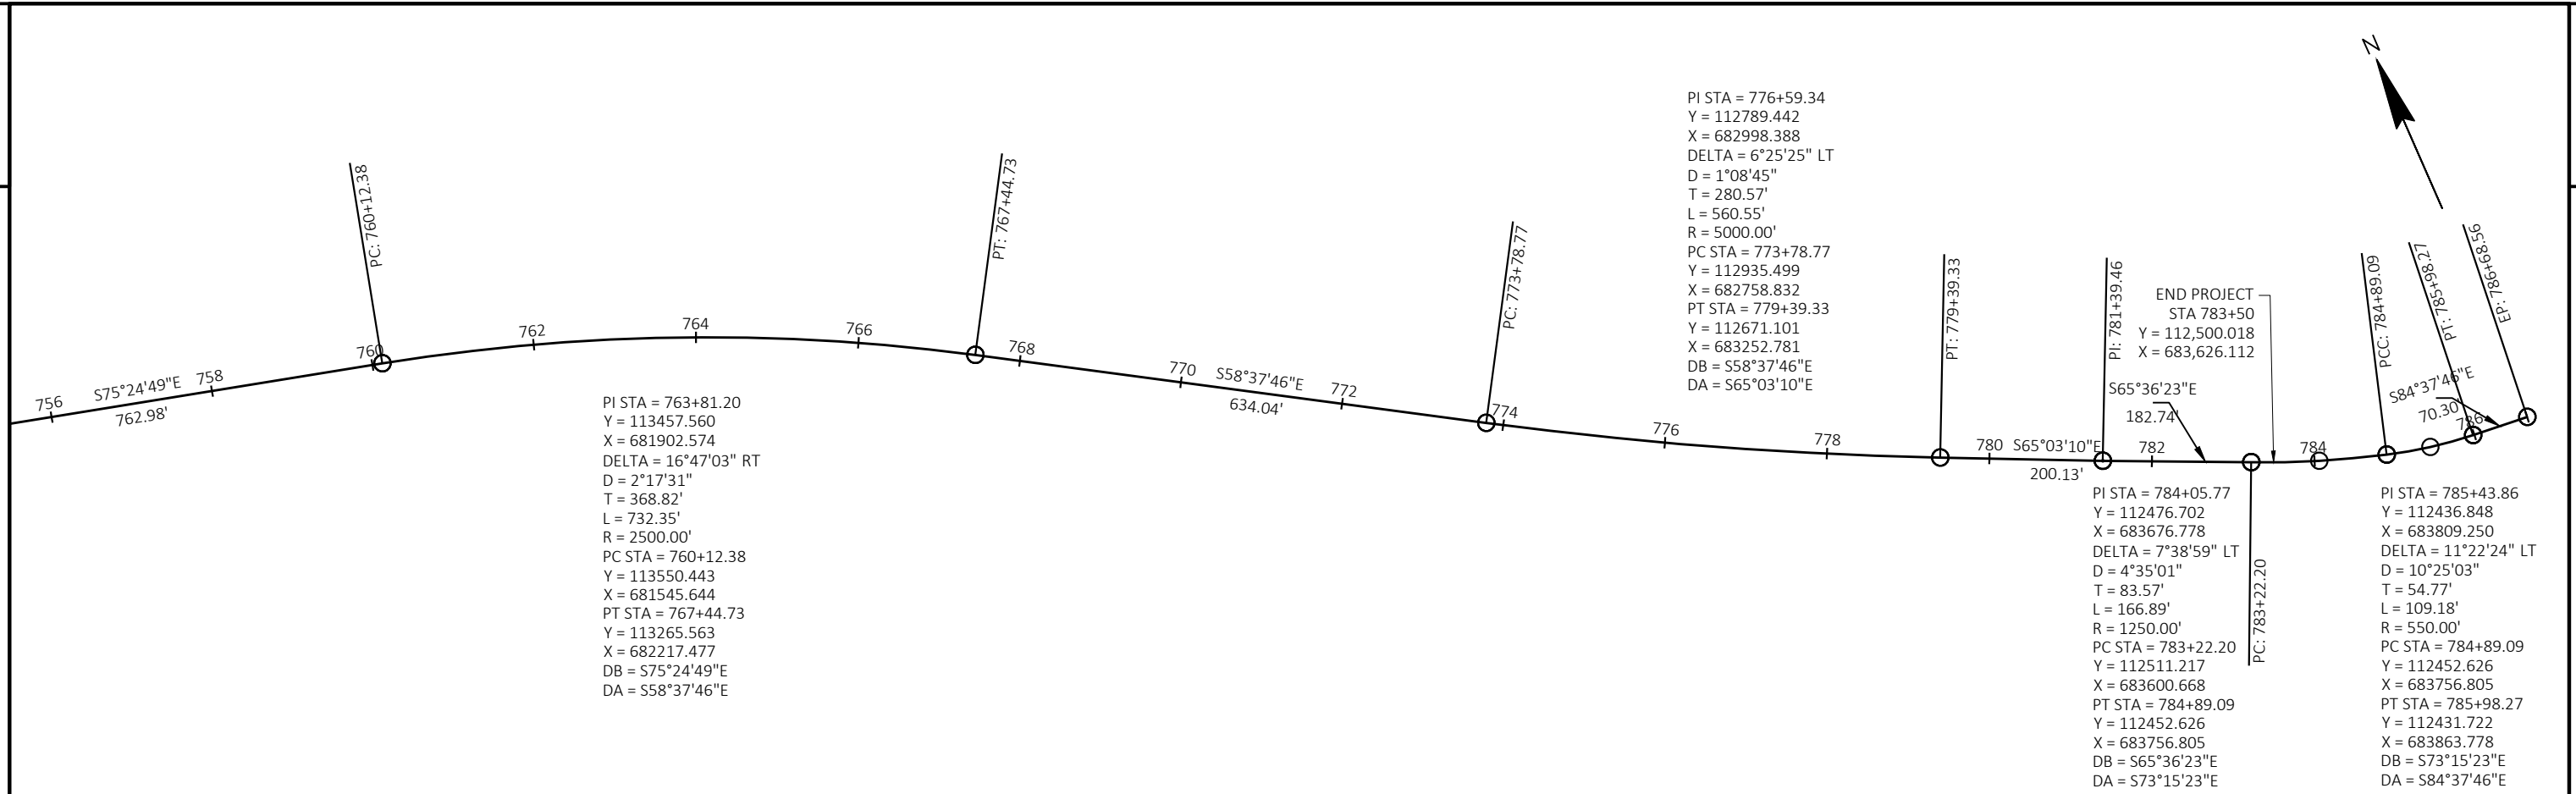 N
756
S75°24'49"E
762.98'
758
760
PC: 760+12.38
762
764
766
PT: 767+44.73
768
770
S58°37'46"E
634.04'
772
PC: 773+78.77
774
776
778
PT: 779+39.33
780
S65°03'10"E
200.13'
PI: 781+39.46
S65°36'23"E
182.74'
782
PC: 783+22.20
END PROJECT
STA 783+50
Y = 112,500.018
X = 683,626.112
784
PCC: 784+89.09
PT: 785+98.27
786
S84°37'46"E
70.30'
EP: 786+68.56
PI STA = 763+81.20
Y = 113457.560
X = 681902.574
DELTA = 16°47'03" RT
D = 2°17'31"
T = 368.82'
L = 732.35'
R = 2500.00'
PC STA = 760+12.38
Y = 113550.443
X = 681545.644
PT STA = 767+44.73
Y = 113265.563
X = 682217.477
DB = S75°24'49"E
DA = S58°37'46"E
PI STA = 776+59.34
Y = 112789.442
X = 682998.388
DELTA = 6°25'25" LT
D = 1°08'45"
T = 280.57'
L = 560.55'
R = 5000.00'
PC STA = 773+78.77
Y = 112935.499
X = 682758.832
PT STA = 779+39.33
Y = 112671.101
X = 683252.781
DB = S58°37'46"E
DA = S65°03'10"E
PI STA = 784+05.77
Y = 112476.702
X = 683676.778
DELTA = 7°38'59" LT
D = 4°35'01"
T = 83.57'
L = 166.89'
R = 1250.00'
PC STA = 783+22.20
Y = 112511.217
X = 683600.668
PT STA = 784+89.09
Y = 112452.626
X = 683756.805
DB = S65°36'23"E
DA = S73°15'23"E
PI STA = 785+43.86
Y = 112436.848
X = 683809.250
DELTA = 11°22'24" LT
D = 10°25'03"
T = 54.77'
L = 109.18'
R = 550.00'
PC STA = 784+89.09
Y = 112452.626
X = 683756.805
PT STA = 785+98.27
Y = 112431.722
X = 683863.778
DB = S73°15'23"E
DA = S84°37'46"E